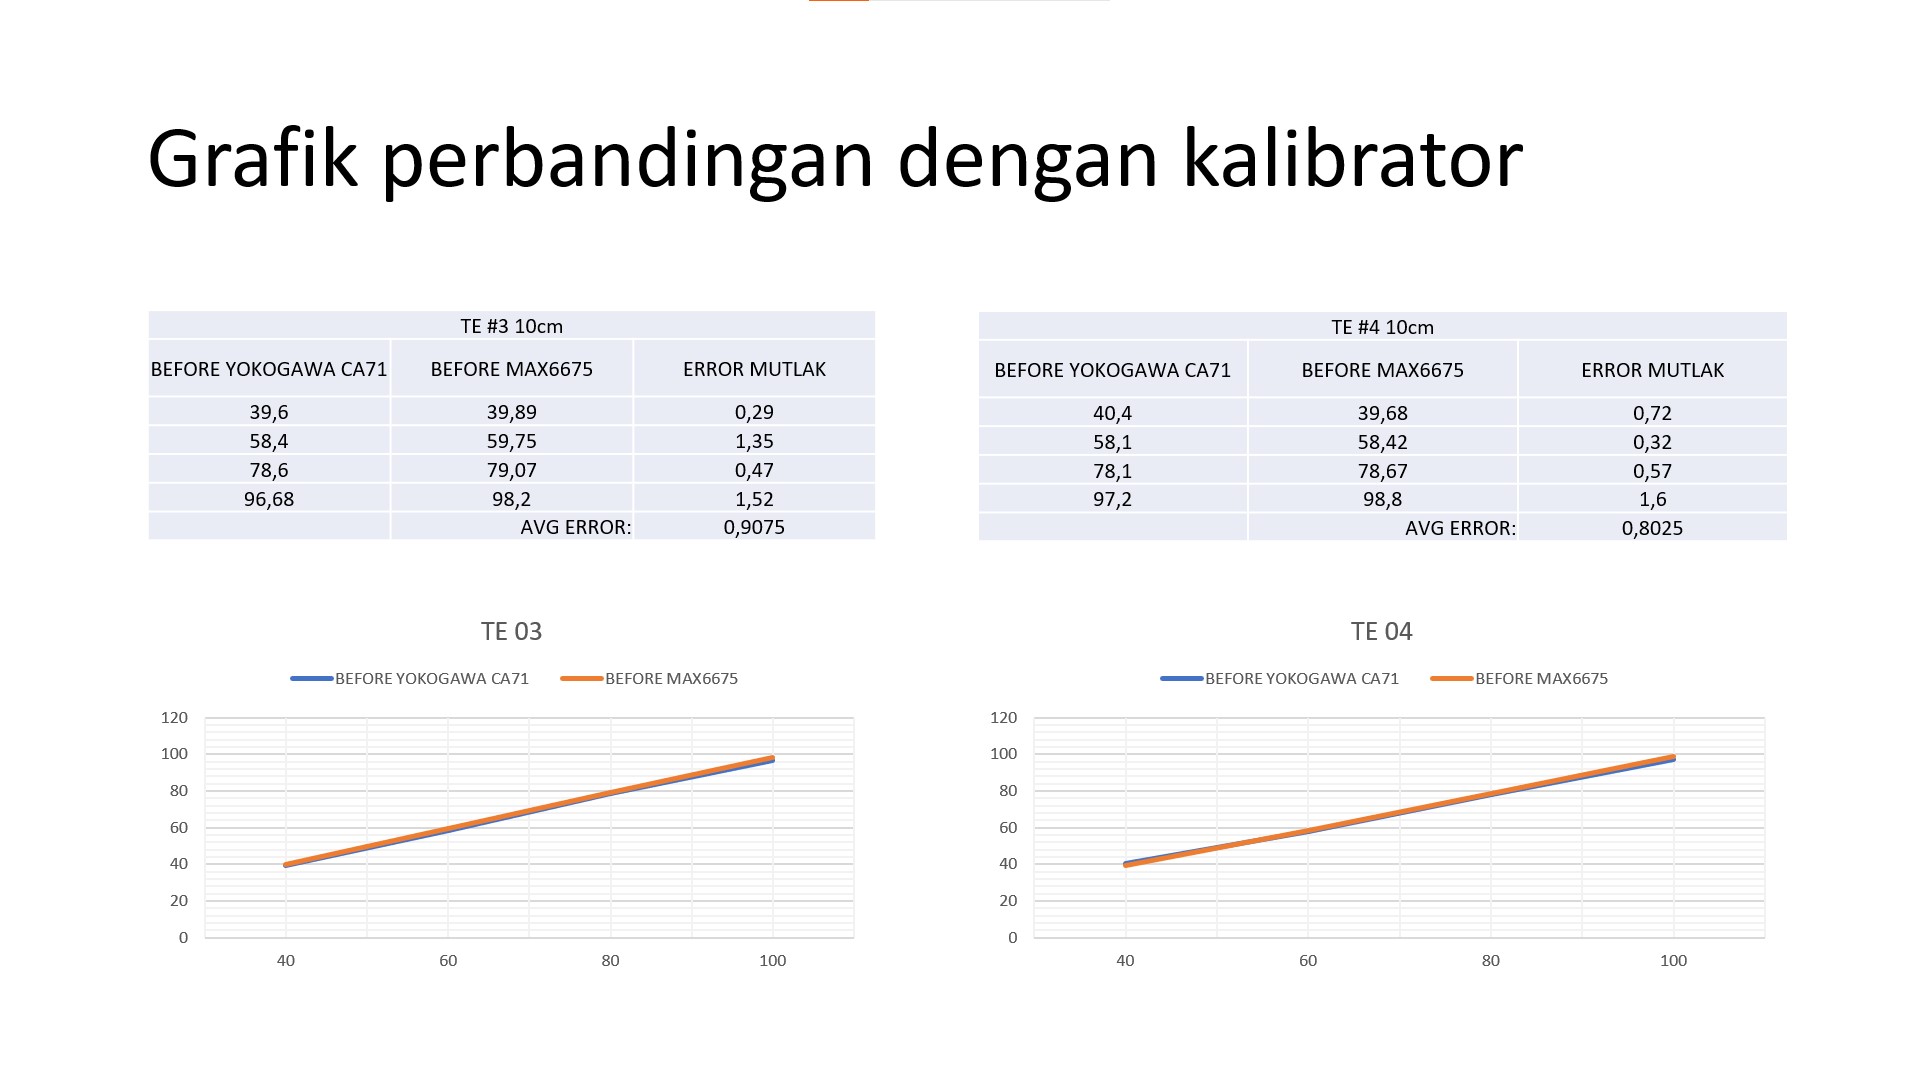 Grafik perbandingan dengan kalibrator
TE #3 10cm
BEFORE YOKOGAWA CA71 BEFORE MAX6675 ERROR MUTLAK
39,6 39,89 0,29
58,4 59,75 1,35
78,6 79,07 0,47
96,68 98,2 1,52
AVG ERROR: 0,9075
TE #4 10cm
BEFORE YOKOGAWA CA71 BEFORE MAX6675 ERROR MUTLAK
40,4 39,68 0,72
58,1 58,42 0,32
78,1 78,67 0,57
97,2 98,8 1,6
AVG ERROR: 0,8025
TE 03
BEFORE YOKOGAWA CA71 BEFORE MAX6675
120
100
80
60
40
20
0
40 60 80 100
TE 04
BEFORE YOKOGAWA CA71 BEFORE MAX6675
120
100
80
60
40
20
0
40 60 80 100